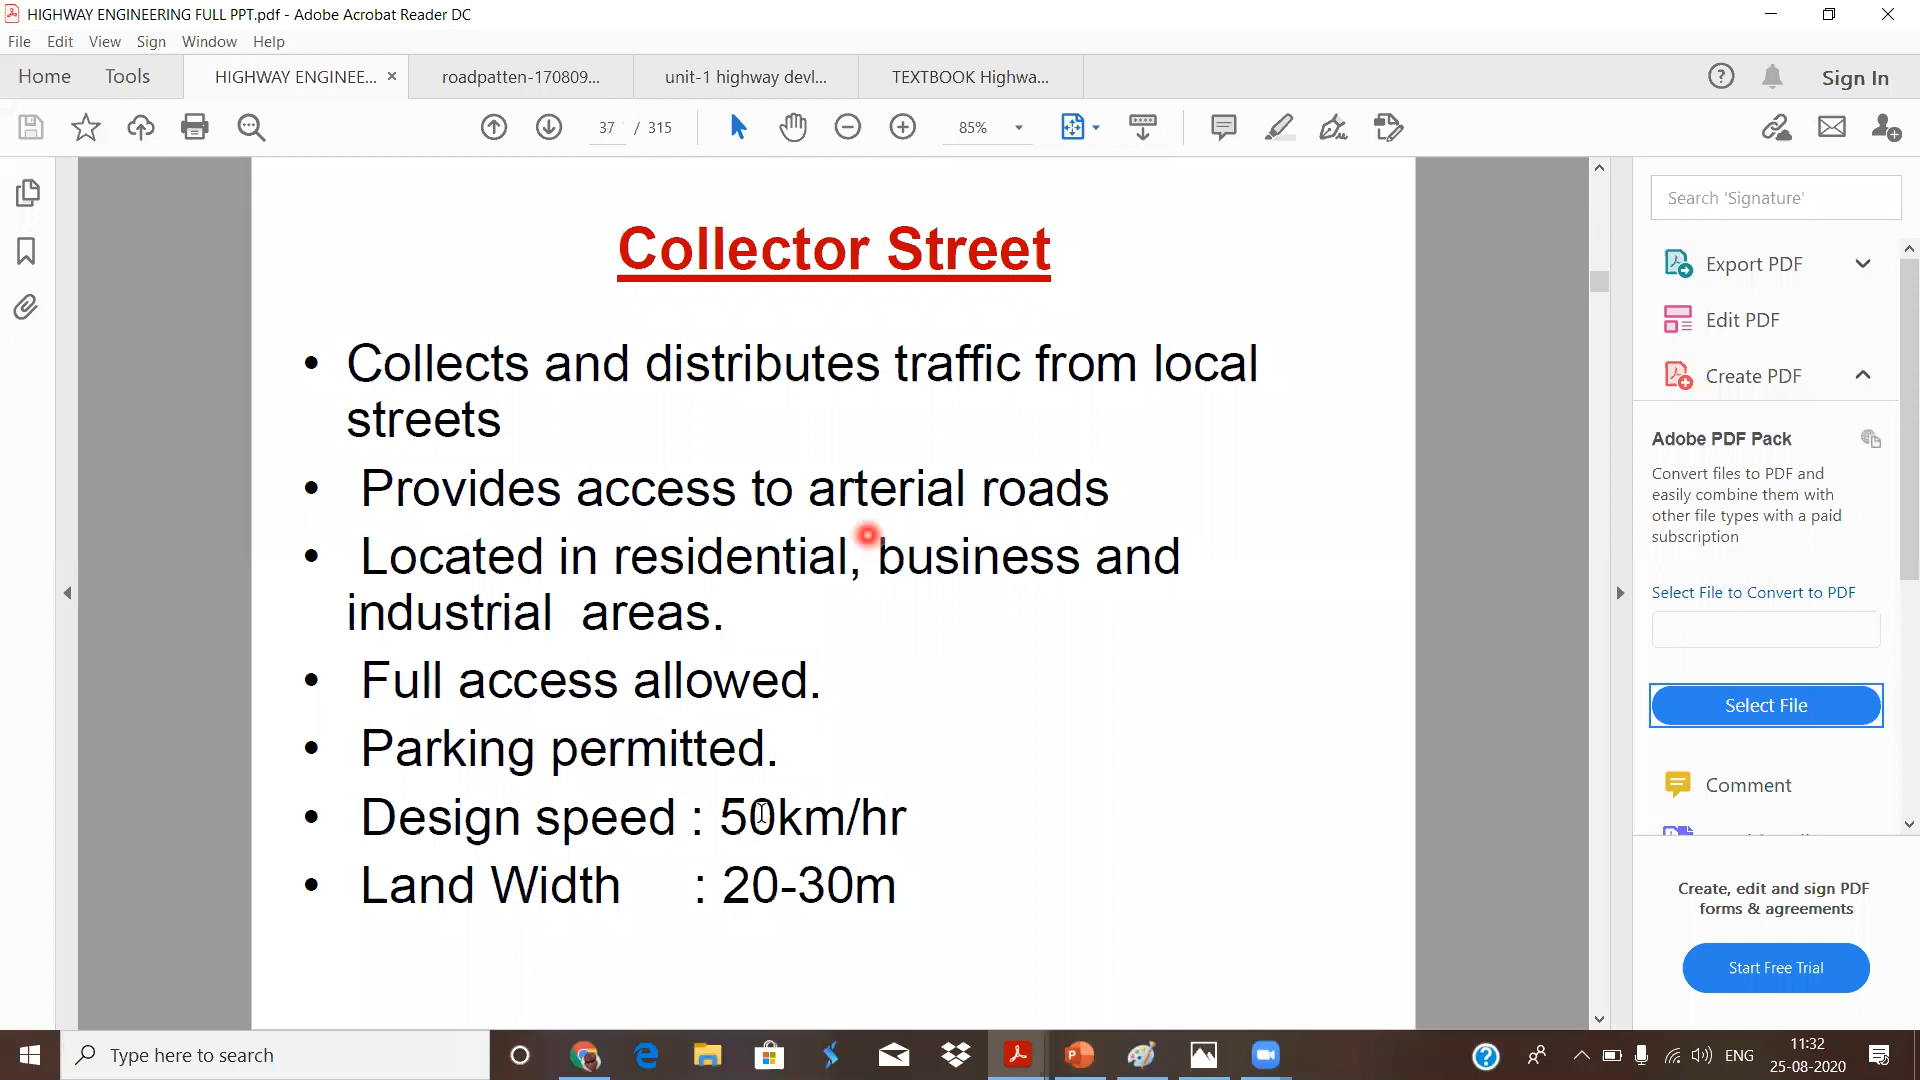 HIGHWAY ENGINEERING FULL PPT.pdf - Adobe Acrobat Reader DC
File Edit View Sign Window Help
Home Tools HIGHWAY ENGINEE... × roadpatten-170809... unit-1 highway devl... TEXTBOOK Highwa... Sign In
37 / 315 85%
Collector Street
• Collects and distributes traffic from local
streets
• Provides access to arterial roads
• Located in residential, business and
industrial areas.
• Full access allowed.
• Parking permitted.
• Design speed : 50km/hr
• Land Width : 20-30m
Search 'Signature'
Export PDF
Edit PDF
Create PDF
Adobe PDF Pack
Convert files to PDF and
easily combine them with
other file types with a paid
subscription
Select File to Convert to PDF
Select File
Comment
Create, edit and sign PDF
forms & agreements
Start Free Trial
Type here to search
ENG
11:32
25-08-2020